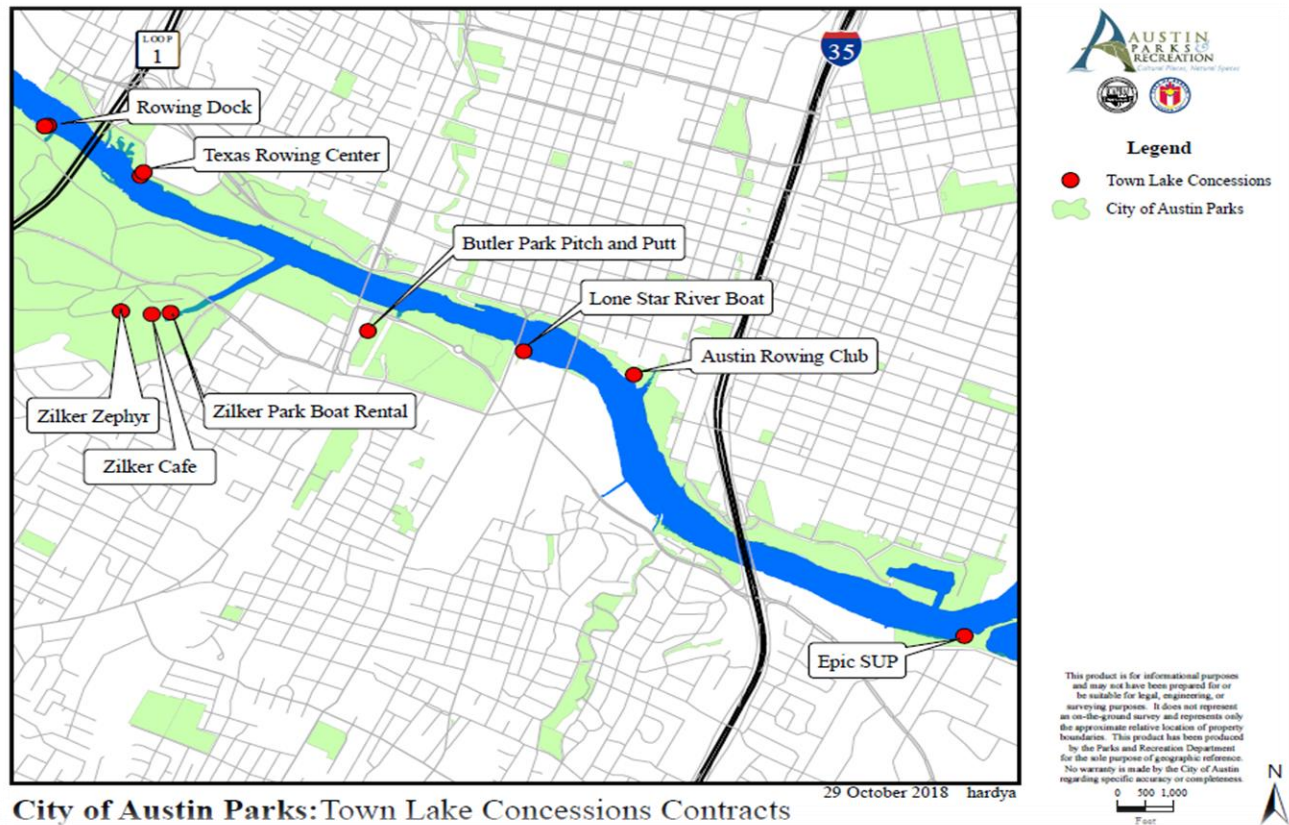 LOOP
1
35
Rowing Dock
Texas Rowing Center
Butler Park Pitch and Putt
Lone Star River Boat
Austin Rowing Club
Zilker Zephyr
Zilker Park Boat Rental
Zilker Cafe
Epic SUP
AUSTIN
PARKS &
RECREATION
Cultural Places, Natural Spaces
Legend
Town Lake Concessions
City of Austin Parks
This product is for informational purposes
and may not have been prepared for or
be suitable for legal, engineering, or
surveying purposes. It does not represent
an on-the-ground survey and represents only
the approximate relative location of property
boundaries. This product has been produced
by the Parks and Recreation Department
for the sole purpose of geographic reference.
No warranty is made by the City of Austin
regarding specific accuracy or completeness.
0 500 1,000
Feet
N
29 October 2018 hardya
City of Austin Parks:Town Lake Concessions Contracts